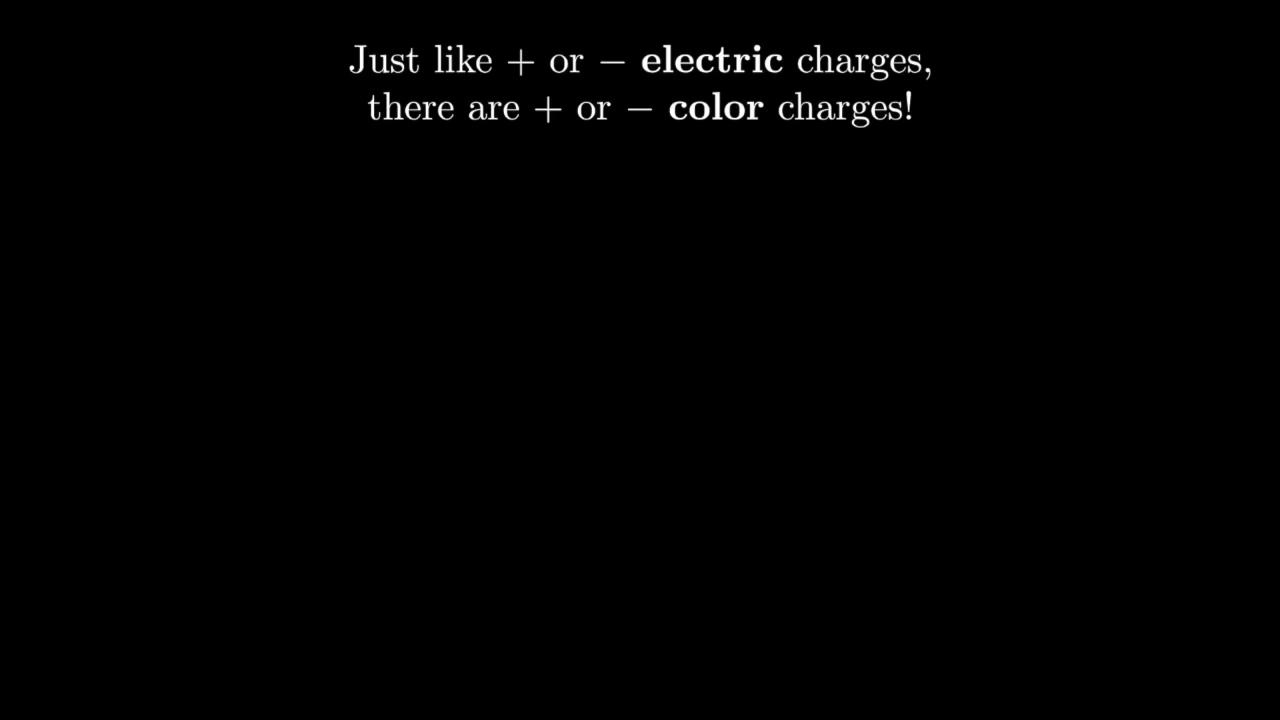 Just like + or − electric charges,
there are + or − color charges!